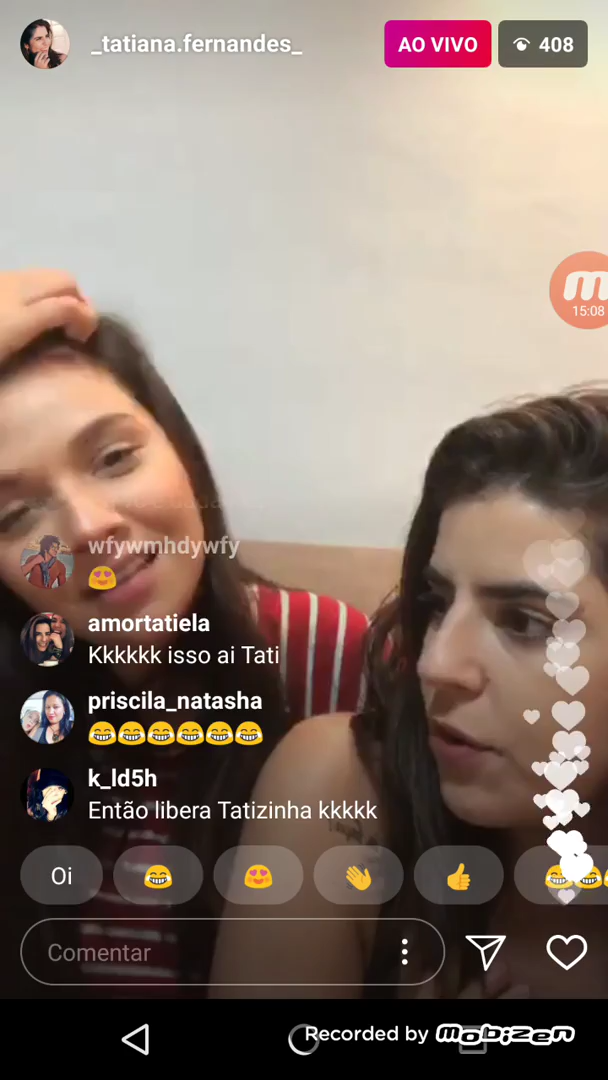 _tatiana.fernandes_
AO VIVO
408
15:08
wfywmhdywfy
😍
amortatiela
Kkkkkk isso ai Tati
priscila_natasha
😂😂😂😂😂😂
k_ld5h
Então libera Tatizinha kkkkk
Oi
Comentar
Recorded by mobizen